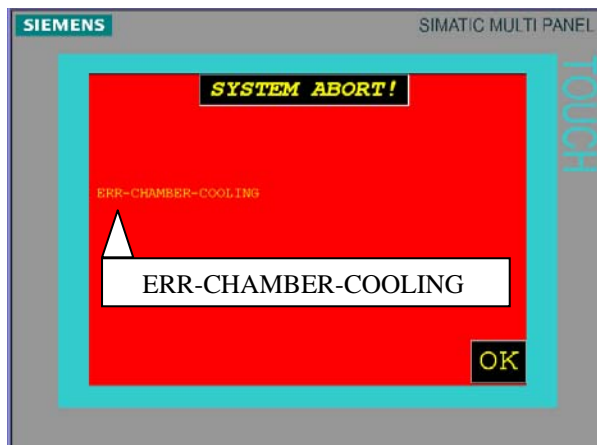 SIEMENS
SIMATIC MULTI PANEL
TOUCH
SYSTEM ABORT!
ERR-CHAMBER-COOLING
ERR-CHAMBER-COOLING
OK